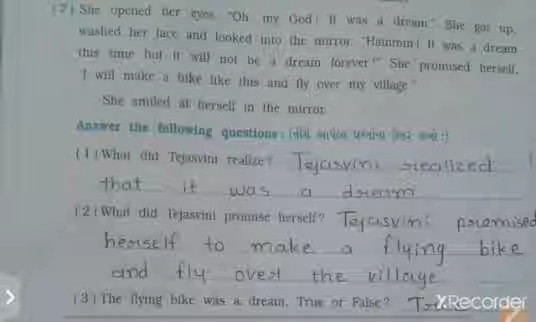 (7) She opened her eyes. "Oh my God! It was a dream." She got up,
washed her face and looked into the mirror. "Hammm! It was a dream
this time but it will not be a dream forever!" She promised herself,
'I will make a bike like this and fly over my village.'
She smiled at herself in the mirror.
Answer the following questions :
(1) What did Tejasvini realize? Tejasvini realized
that it was a dream
(2) What did Tejasvini promise herself? Tejasvini promised
herself to make a flying bike
and fly over the village
(3) The flying bike was a dream. True or False?
XRecorder